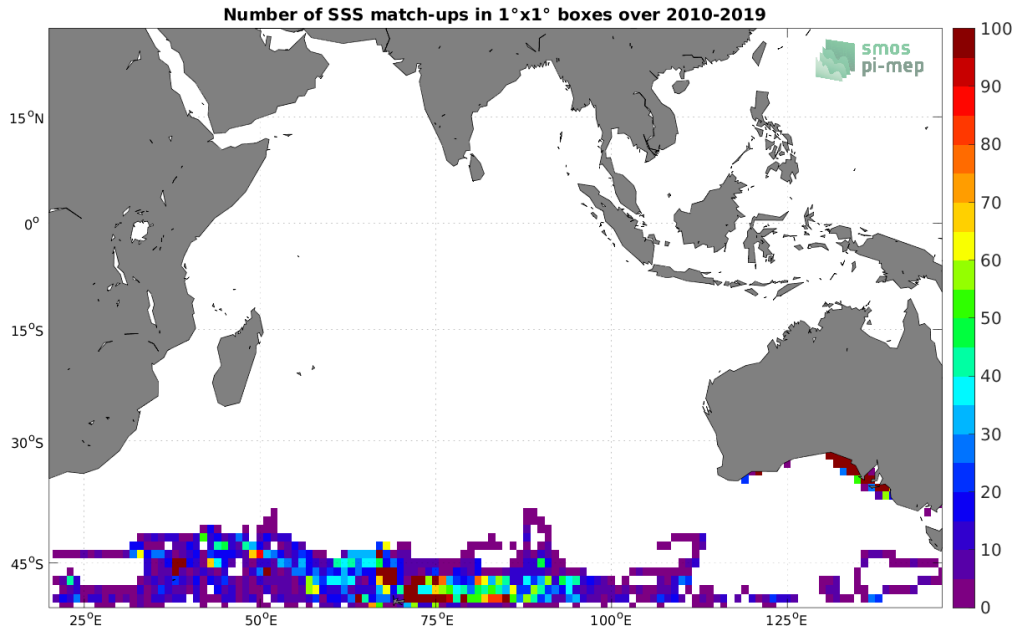 Number of SSS match-ups in 1°x1° boxes over 2010-2019
smos
pi-mep
100
90
80
70
60
50
40
30
20
10
0
15°N
0°
15°S
30°S
45°S
25°E
50°E
75°E
100°E
125°E